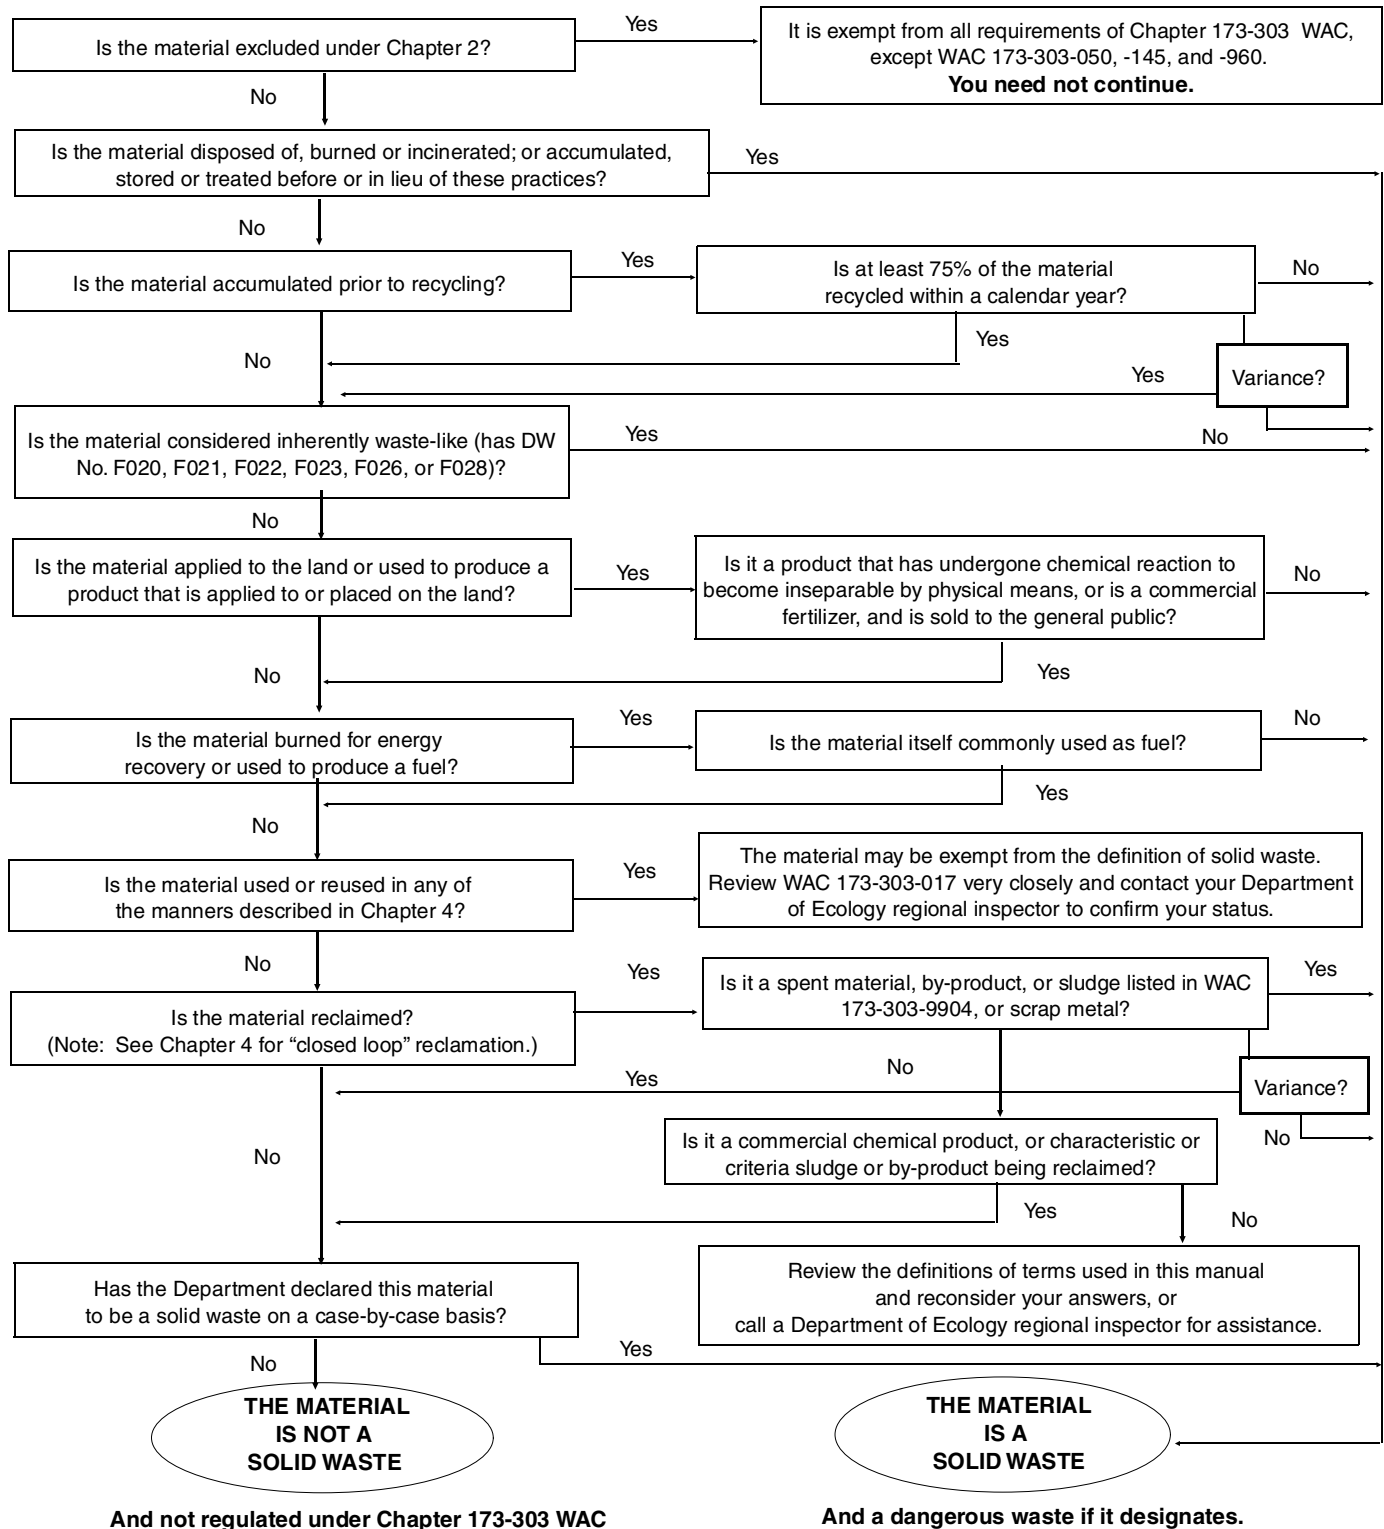 Is the material excluded under Chapter 2?
Yes
It is exempt from all requirements of Chapter 173-303 WAC,
except WAC 173-303-050, -145, and -960.
You need not continue.
No
Is the material disposed of, burned or incinerated; or accumulated,
stored or treated before or in lieu of these practices?
Yes
No
Is the material accumulated prior to recycling?
Yes
Is at least 75% of the material
recycled within a calendar year?
No
Yes
No
Variance?
Yes
No
Is the material considered inherently waste-like (has DW
No. F020, F021, F022, F023, F026, or F028)?
Yes
No
Is the material applied to the land or used to produce a
product that is applied to or placed on the land?
Yes
Is it a product that has undergone chemical reaction to
become inseparable by physical means, or is a commercial
fertilizer, and is sold to the general public?
No
Yes
No
Is the material burned for energy
recovery or used to produce a fuel?
Yes
Is the material itself commonly used as fuel?
No
Yes
No
Is the material used or reused in any of
the manners described in Chapter 4?
Yes
The material may be exempt from the definition of solid waste.
Review WAC 173-303-017 very closely and contact your Department
of Ecology regional inspector to confirm your status.
No
Is the material reclaimed?
(Note: See Chapter 4 for “closed loop” reclamation.)
Yes
Is it a spent material, by-product, or sludge listed in WAC
173-303-9904, or scrap metal?
Yes
No
Variance?
Yes
No
Is it a commercial chemical product, or characteristic or
criteria sludge or by-product being reclaimed?
No
Yes
No
Review the definitions of terms used in this manual
and reconsider your answers, or
call a Department of Ecology regional inspector for assistance.
Has the Department declared this material
to be a solid waste on a case-by-case basis?
Yes
No
THE MATERIAL
IS NOT A
SOLID WASTE
And not regulated under Chapter 173-303 WAC
THE MATERIAL
IS A
SOLID WASTE
And a dangerous waste if it designates.